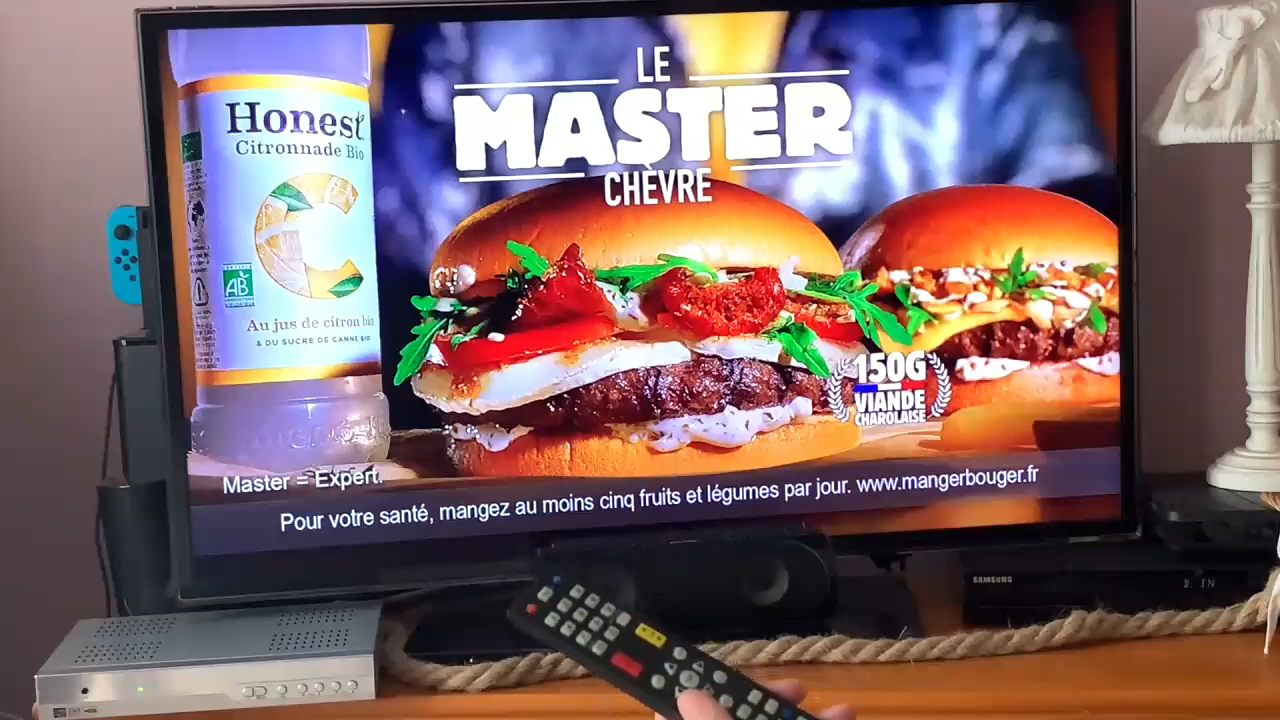 LE
MASTER
CHÈVRE
Honest
Citronnade Bio
AB
Au jus de citron bio
& DU SUCRE DE CANNE BIO
150G
VIANDE
CHAROLAISE
Master = Expert.
Pour votre santé, mangez au moins cinq fruits et légumes par jour. www.mangerbouger.fr
SAMSUNG